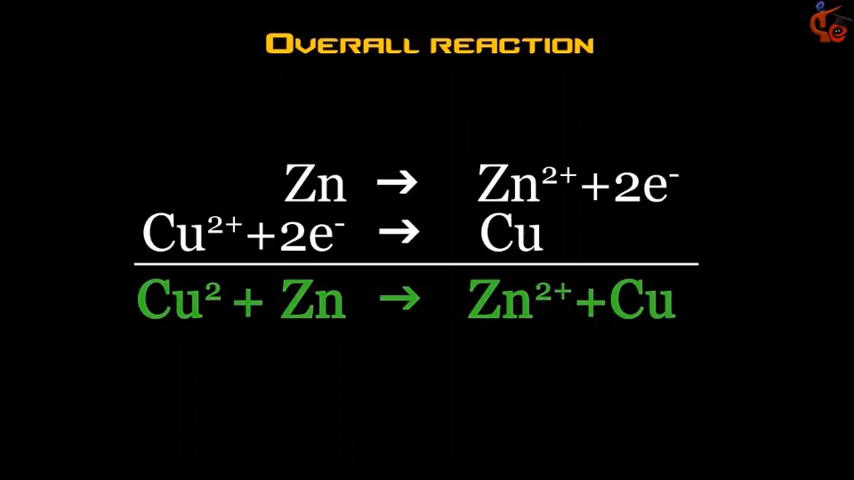 OVERALL REACTION
Zn → Zn²⁺+2e⁻
Cu²⁺+2e⁻ → Cu
Cu² + Zn → Zn²⁺+Cu